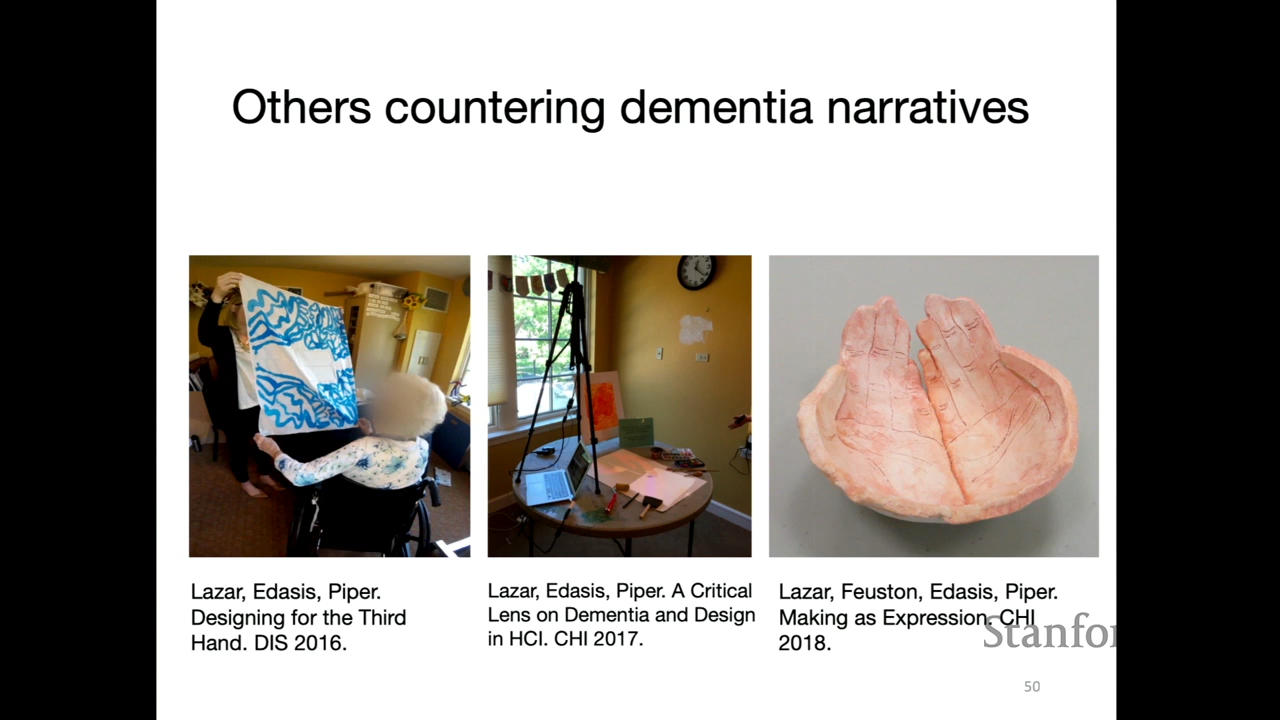 Others countering dementia narratives
Lazar, Edasis, Piper.
Designing for the Third
Hand. DIS 2016.
Lazar, Edasis, Piper. A Critical
Lens on Dementia and Design
in HCI. CHI 2017.
Lazar, Feuston, Edasis, Piper.
Making as Expression. CHI
2018.
Stanfor
50